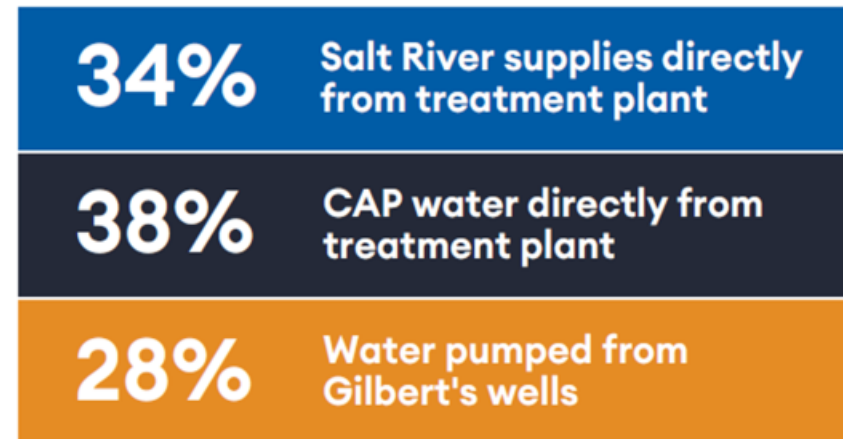 34%
Salt River supplies directly
from treatment plant
38%
CAP water directly from
treatment plant
28%
Water pumped from
Gilbert's wells